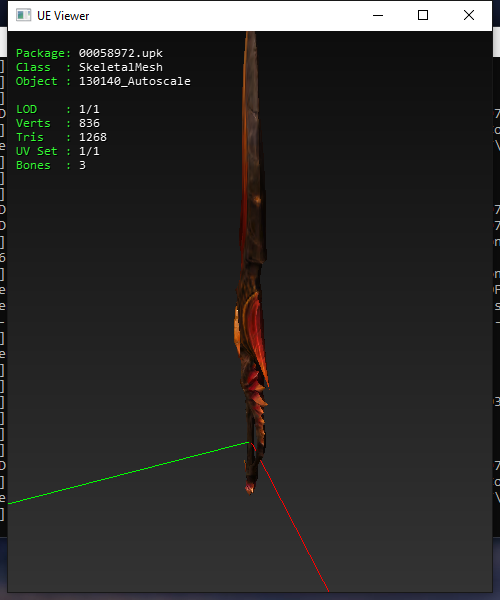 UE Viewer
Package: 00058972.upk
Class  : SkeletalMesh
Object : 130140_Autoscale
LOD    : 1/1
Verts  : 836
Tris   : 1268
UV Set : 1/1
Bones  : 3